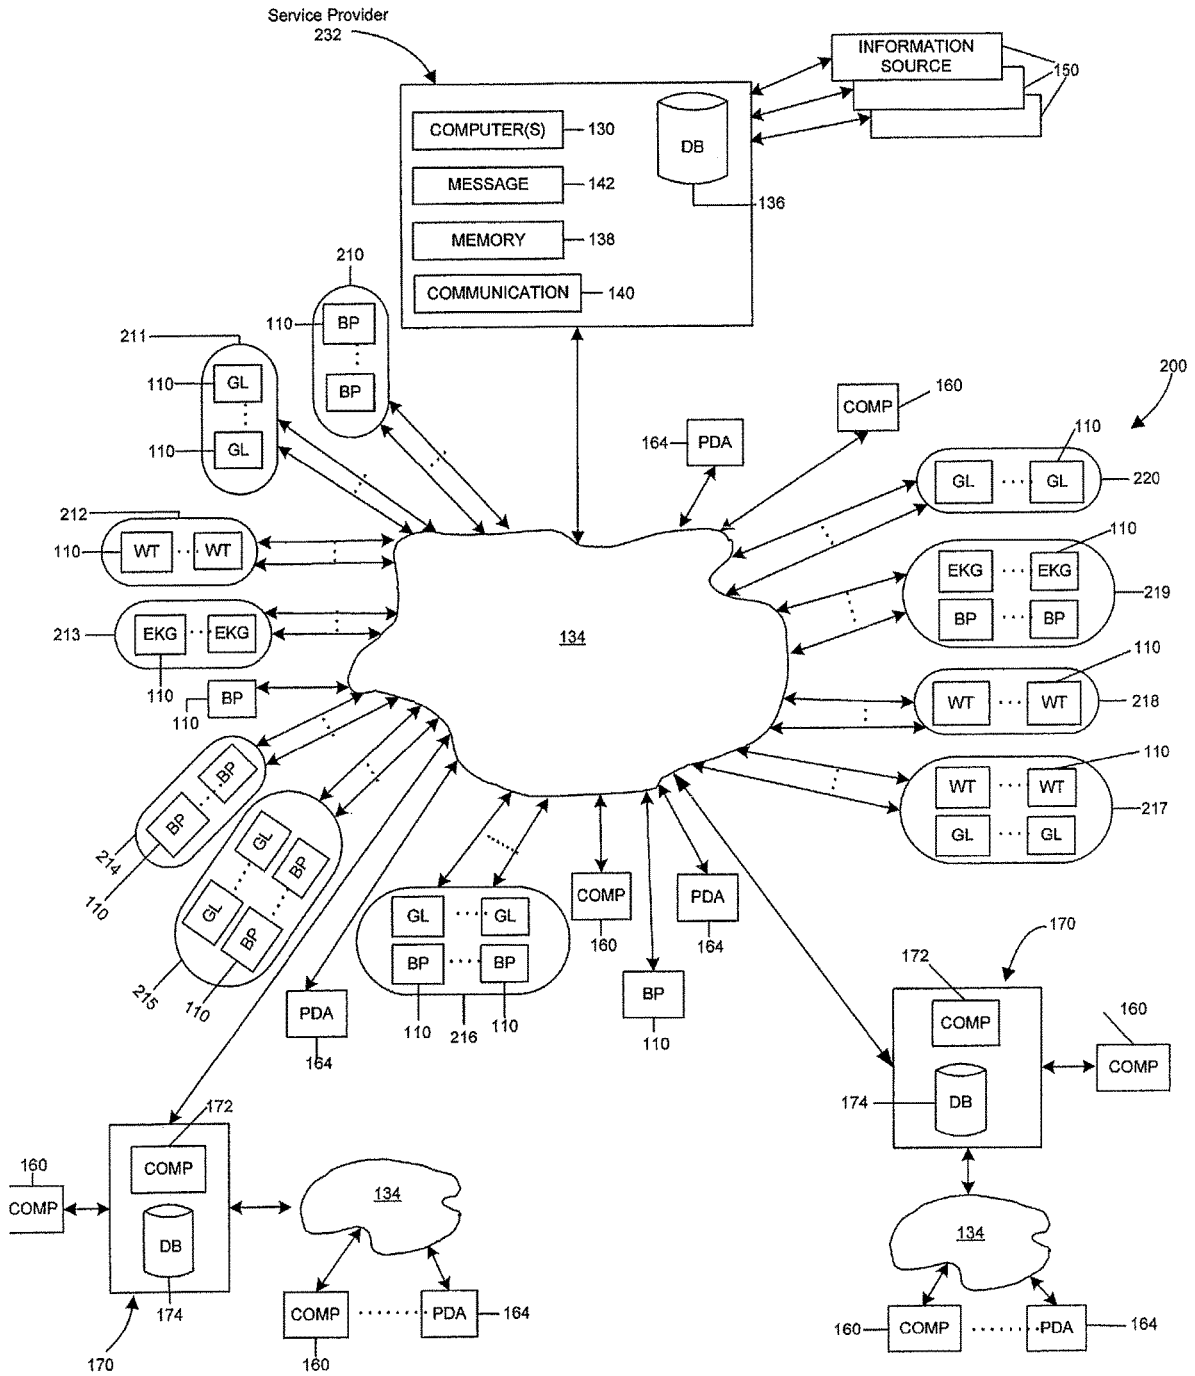 Service Provider
232
INFORMATION
SOURCE
150
COMPUTER(S)
130
DB
MESSAGE
142
136
MEMORY
138
COMMUNICATION
140
210
110
BP
BP
211
110
GL
110
GL
200
COMP
160
164
PDA
110
GL
GL
220
212
110
WT
WT
110
EKG
EKG
219
BP
BP
213
EKG
EKG
110
134
110
BP
110
WT
WT
218
110
WT
WT
217
GL
GL
BP
BP
214
110
GL
BP
GL
BP
215
110
GL
GL
BP
BP
110
216
110
COMP
160
PDA
164
BP
110
PDA
164
170
172
COMP
160
COMP
174
DB
134
160
COMP
PDA
164
172
160
COMP
COMP
DB
174
170
134
COMP
PDA
164
160